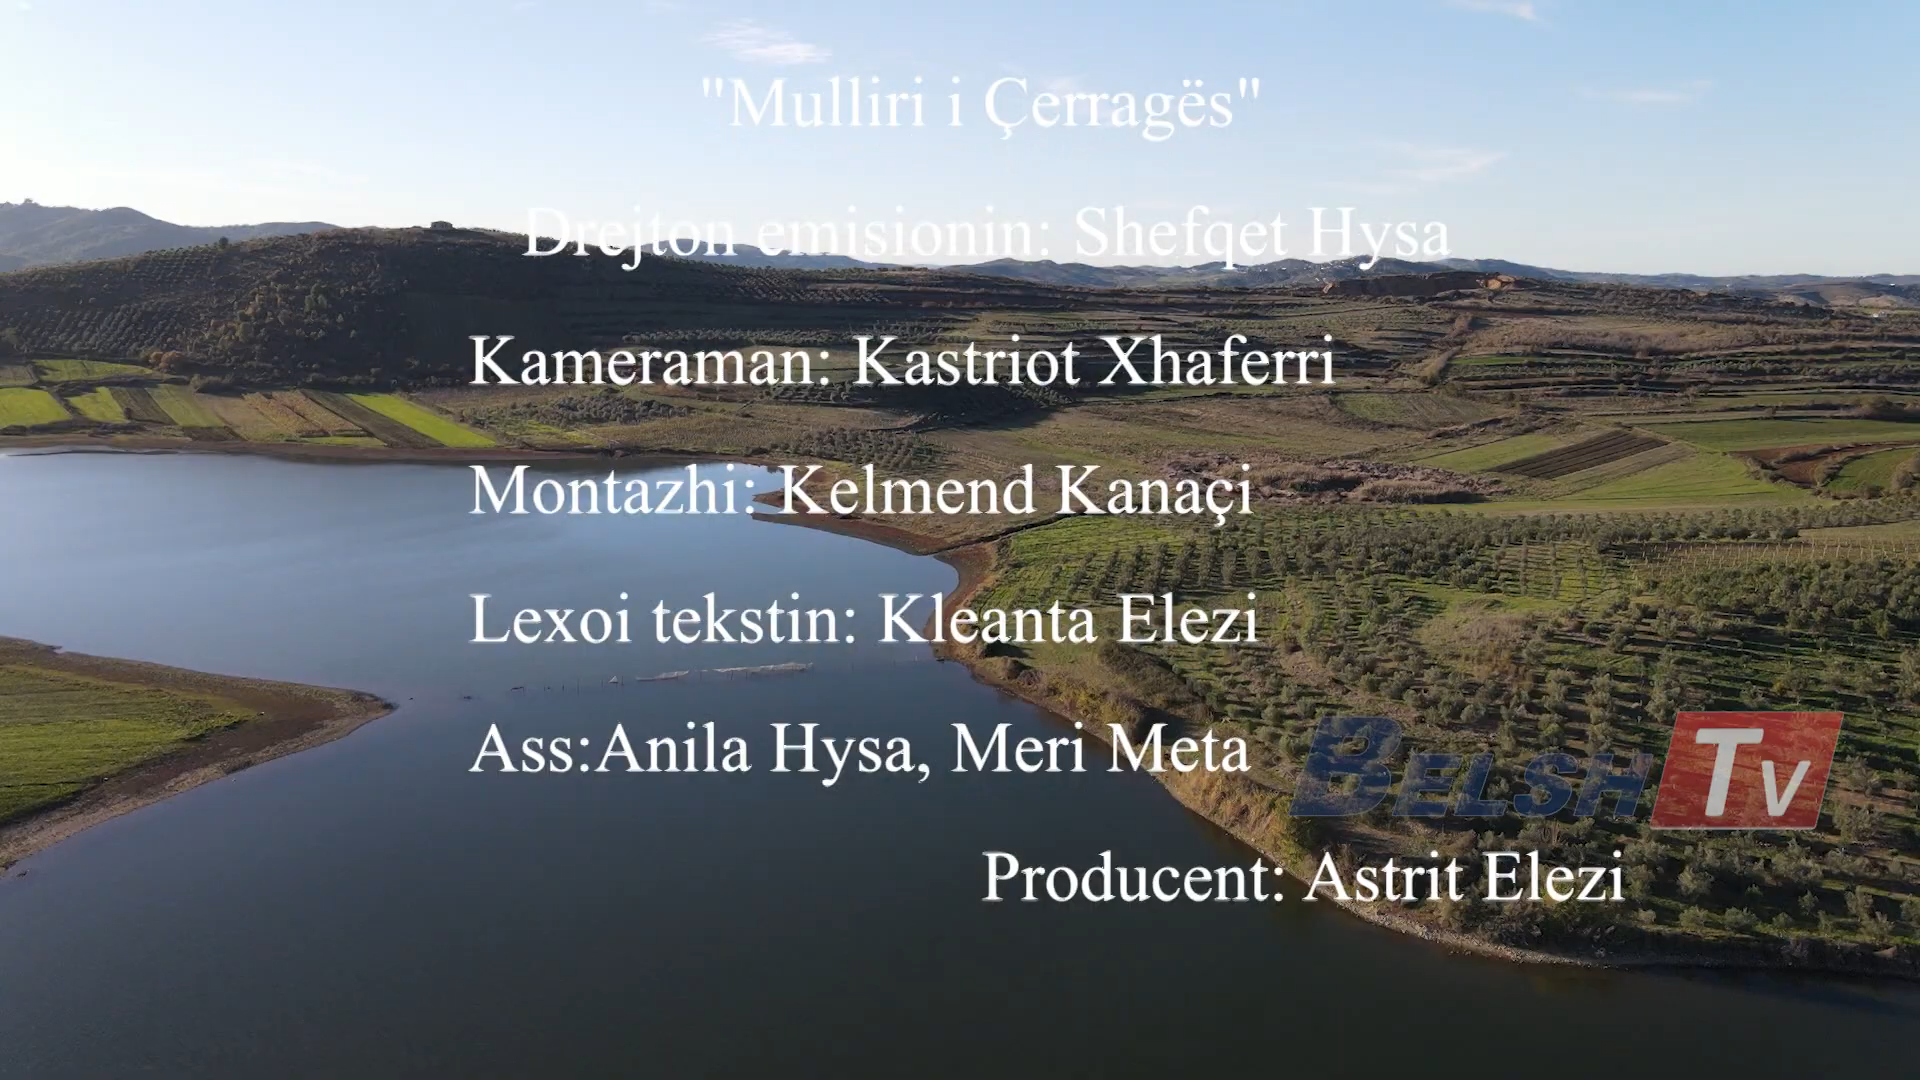 "Mulliri i Çerragës"
Drejton emisionin: Shefqet Hysa
Kameraman: Kastriot Xhaferri
Montazhi: Kelmend Kanaçi
Lexoi tekstin: Kleanta Elezi
Ass:Anila Hysa, Meri Meta
BELSH TV
Producent: Astrit Elezi